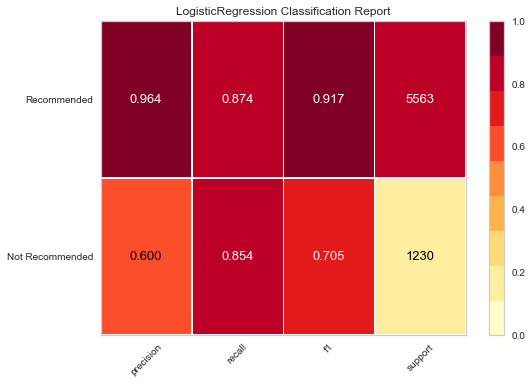 LogisticRegression Classification Report
Recommended 0.964 0.874 0.917 5563
Not Recommended 0.600 0.854 0.705 1230
precision recall f1 support
1.0
0.8
0.6
0.4
0.2
0.0